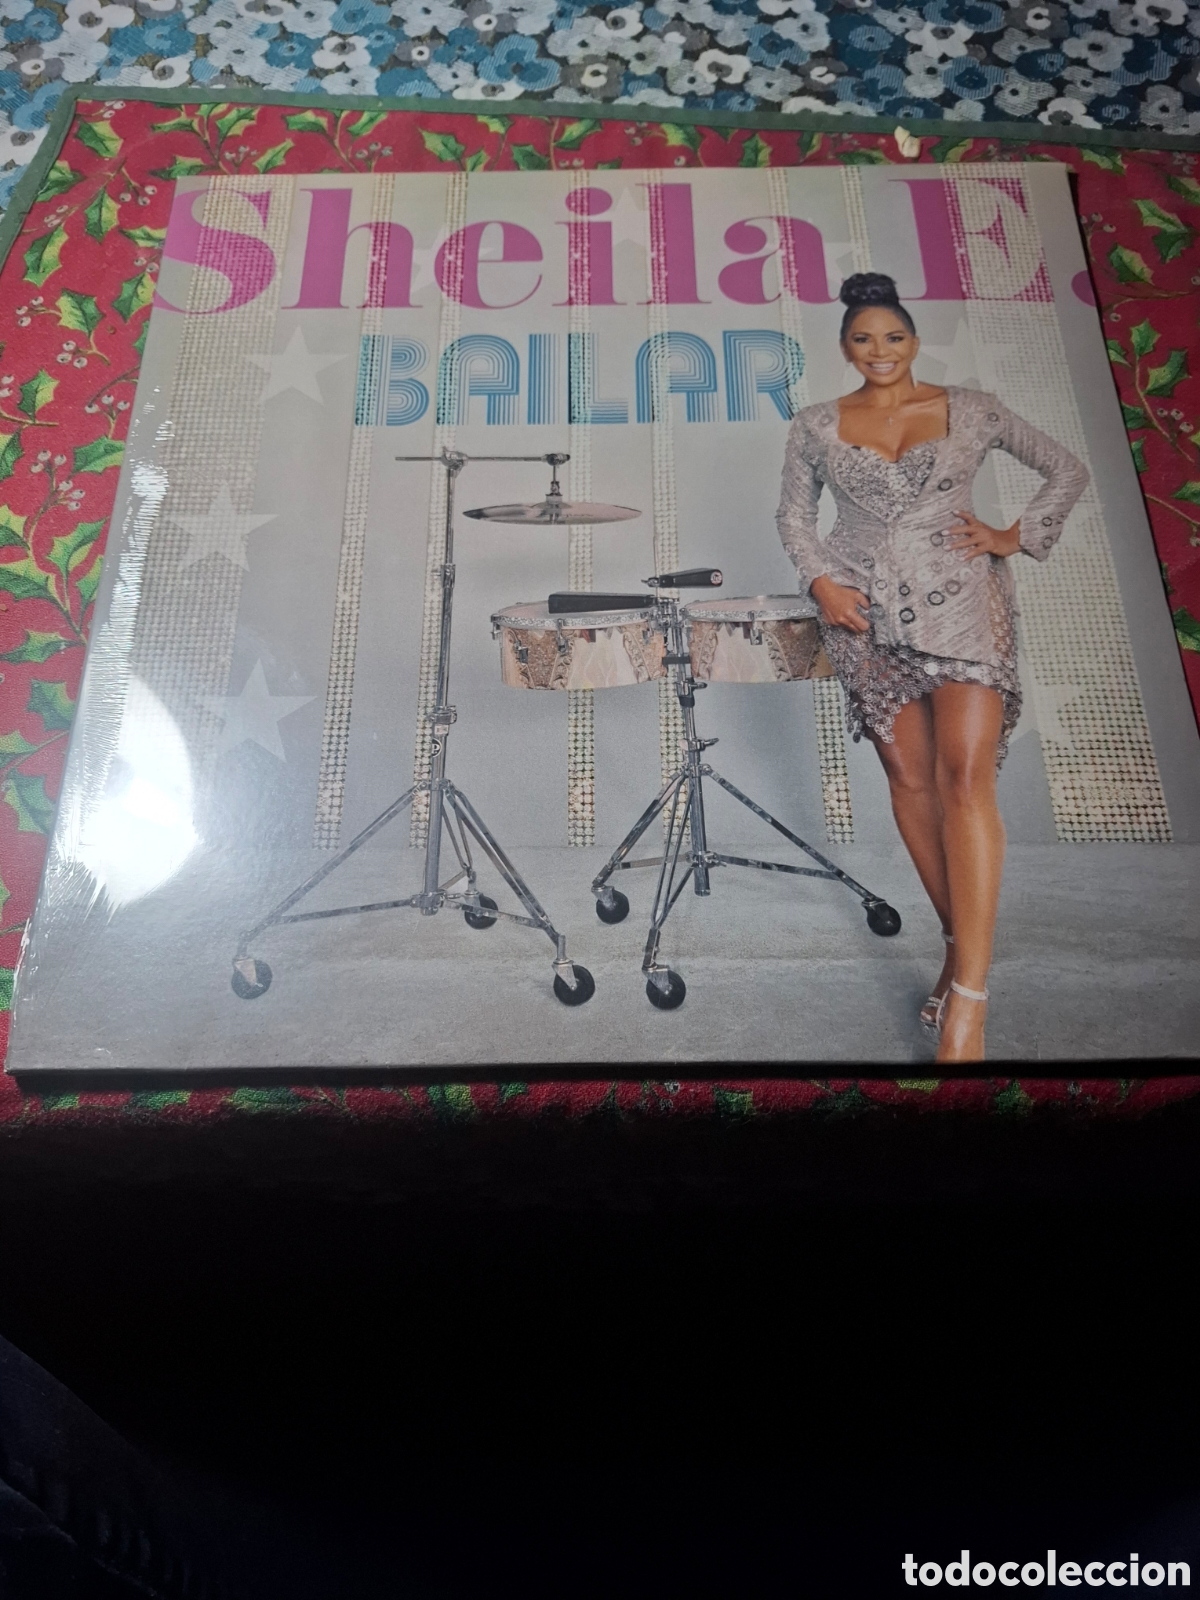 Sheila E.
BAILAR
todocoleccion